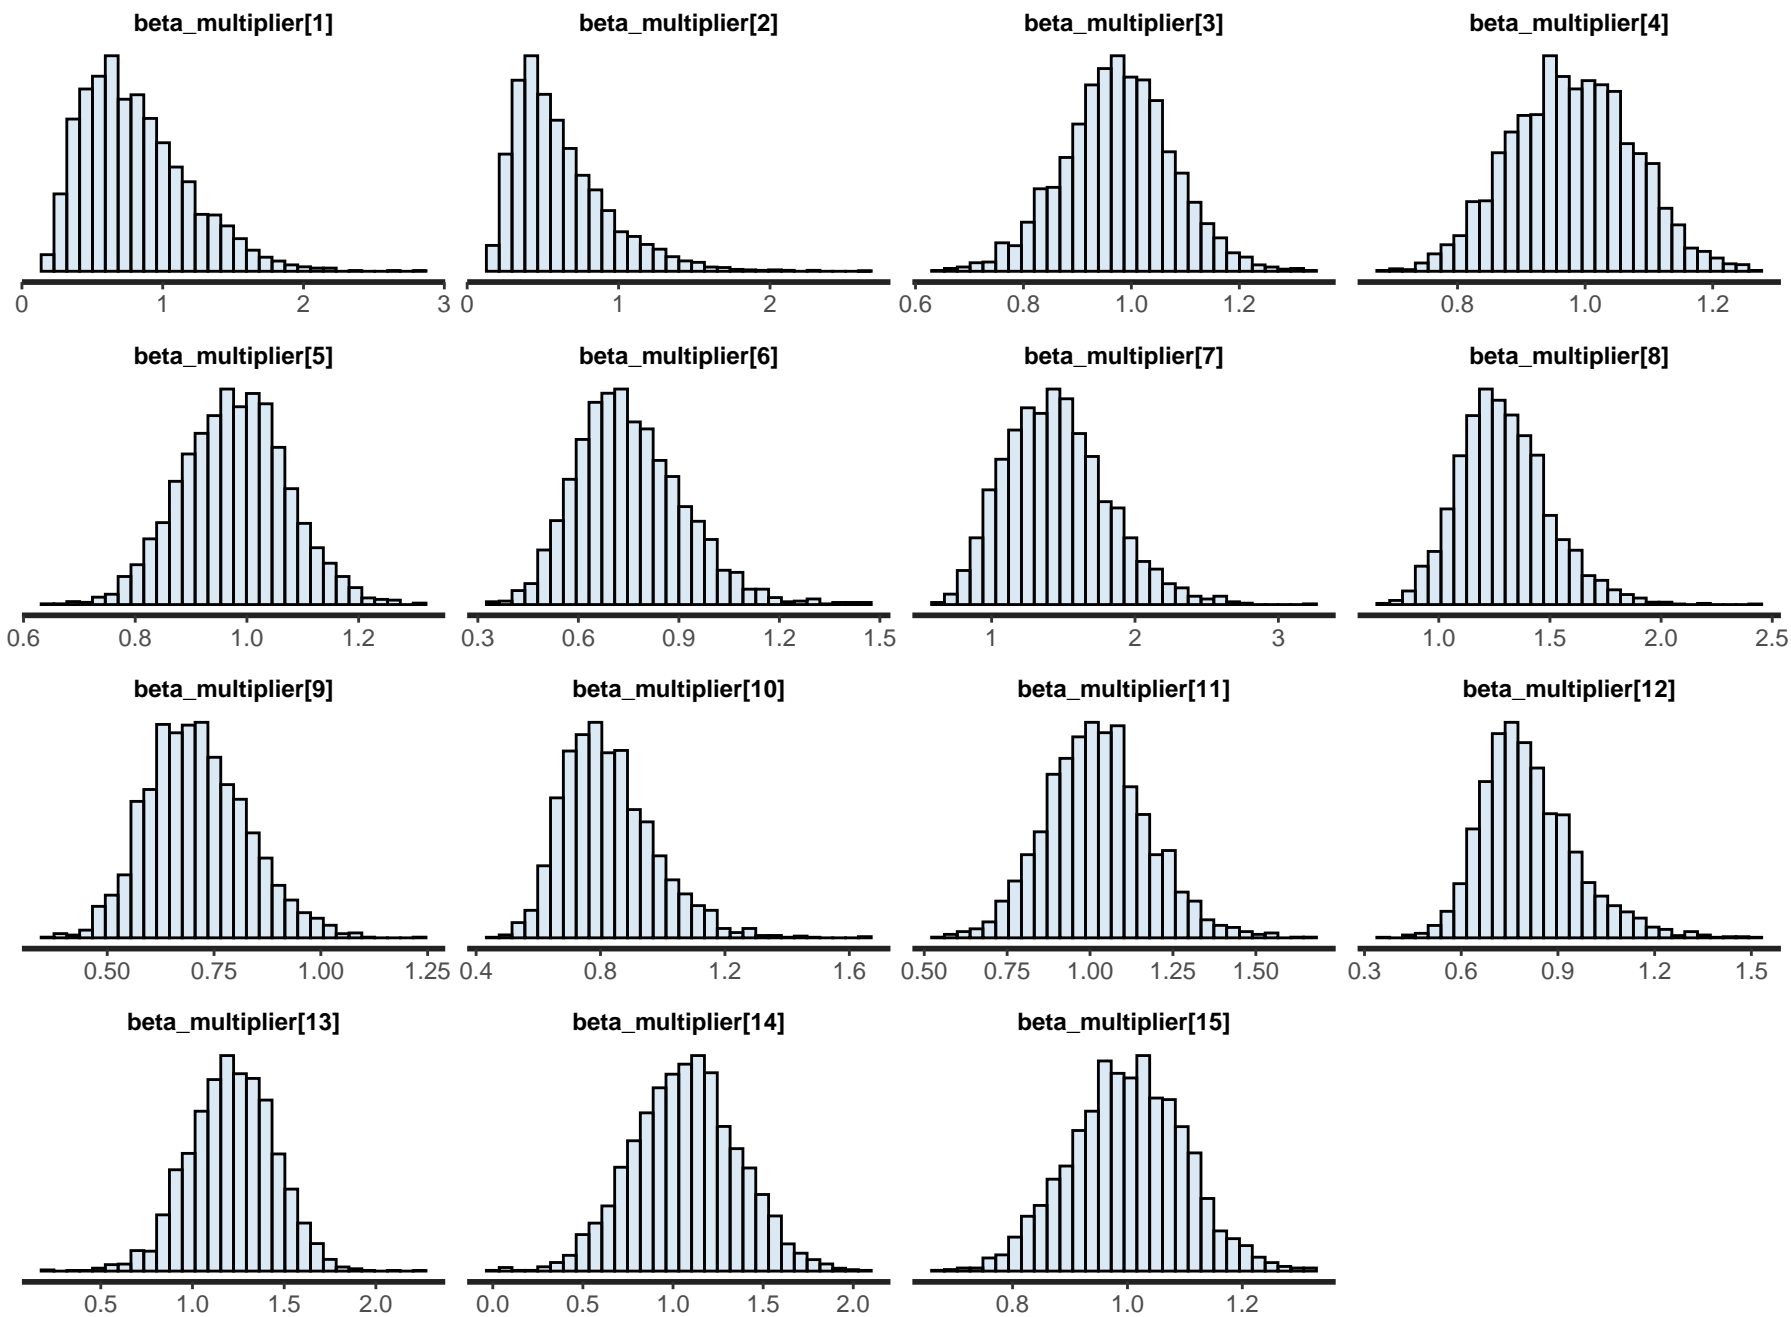 beta_multiplier[1] beta_multiplier[2] beta_multiplier[3] beta_multiplier[4]
0 1 2 3 0 1 2 0.6 0.8 1.0 1.2 0.8 1.0 1.2
beta_multiplier[5] beta_multiplier[6] beta_multiplier[7] beta_multiplier[8]
0.6 0.8 1.0 1.2 0.3 0.6 0.9 1.2 1.5 1 2 3 1.0 1.5 2.0 2.5
beta_multiplier[9] beta_multiplier[10] beta_multiplier[11] beta_multiplier[12]
0.50 0.75 1.00 1.25 0.4 0.8 1.2 1.6 0.50 0.75 1.00 1.25 1.50 0.3 0.6 0.9 1.2 1.5
beta_multiplier[13] beta_multiplier[14] beta_multiplier[15]
0.5 1.0 1.5 2.0 0.0 0.5 1.0 1.5 2.0 0.8 1.0 1.2